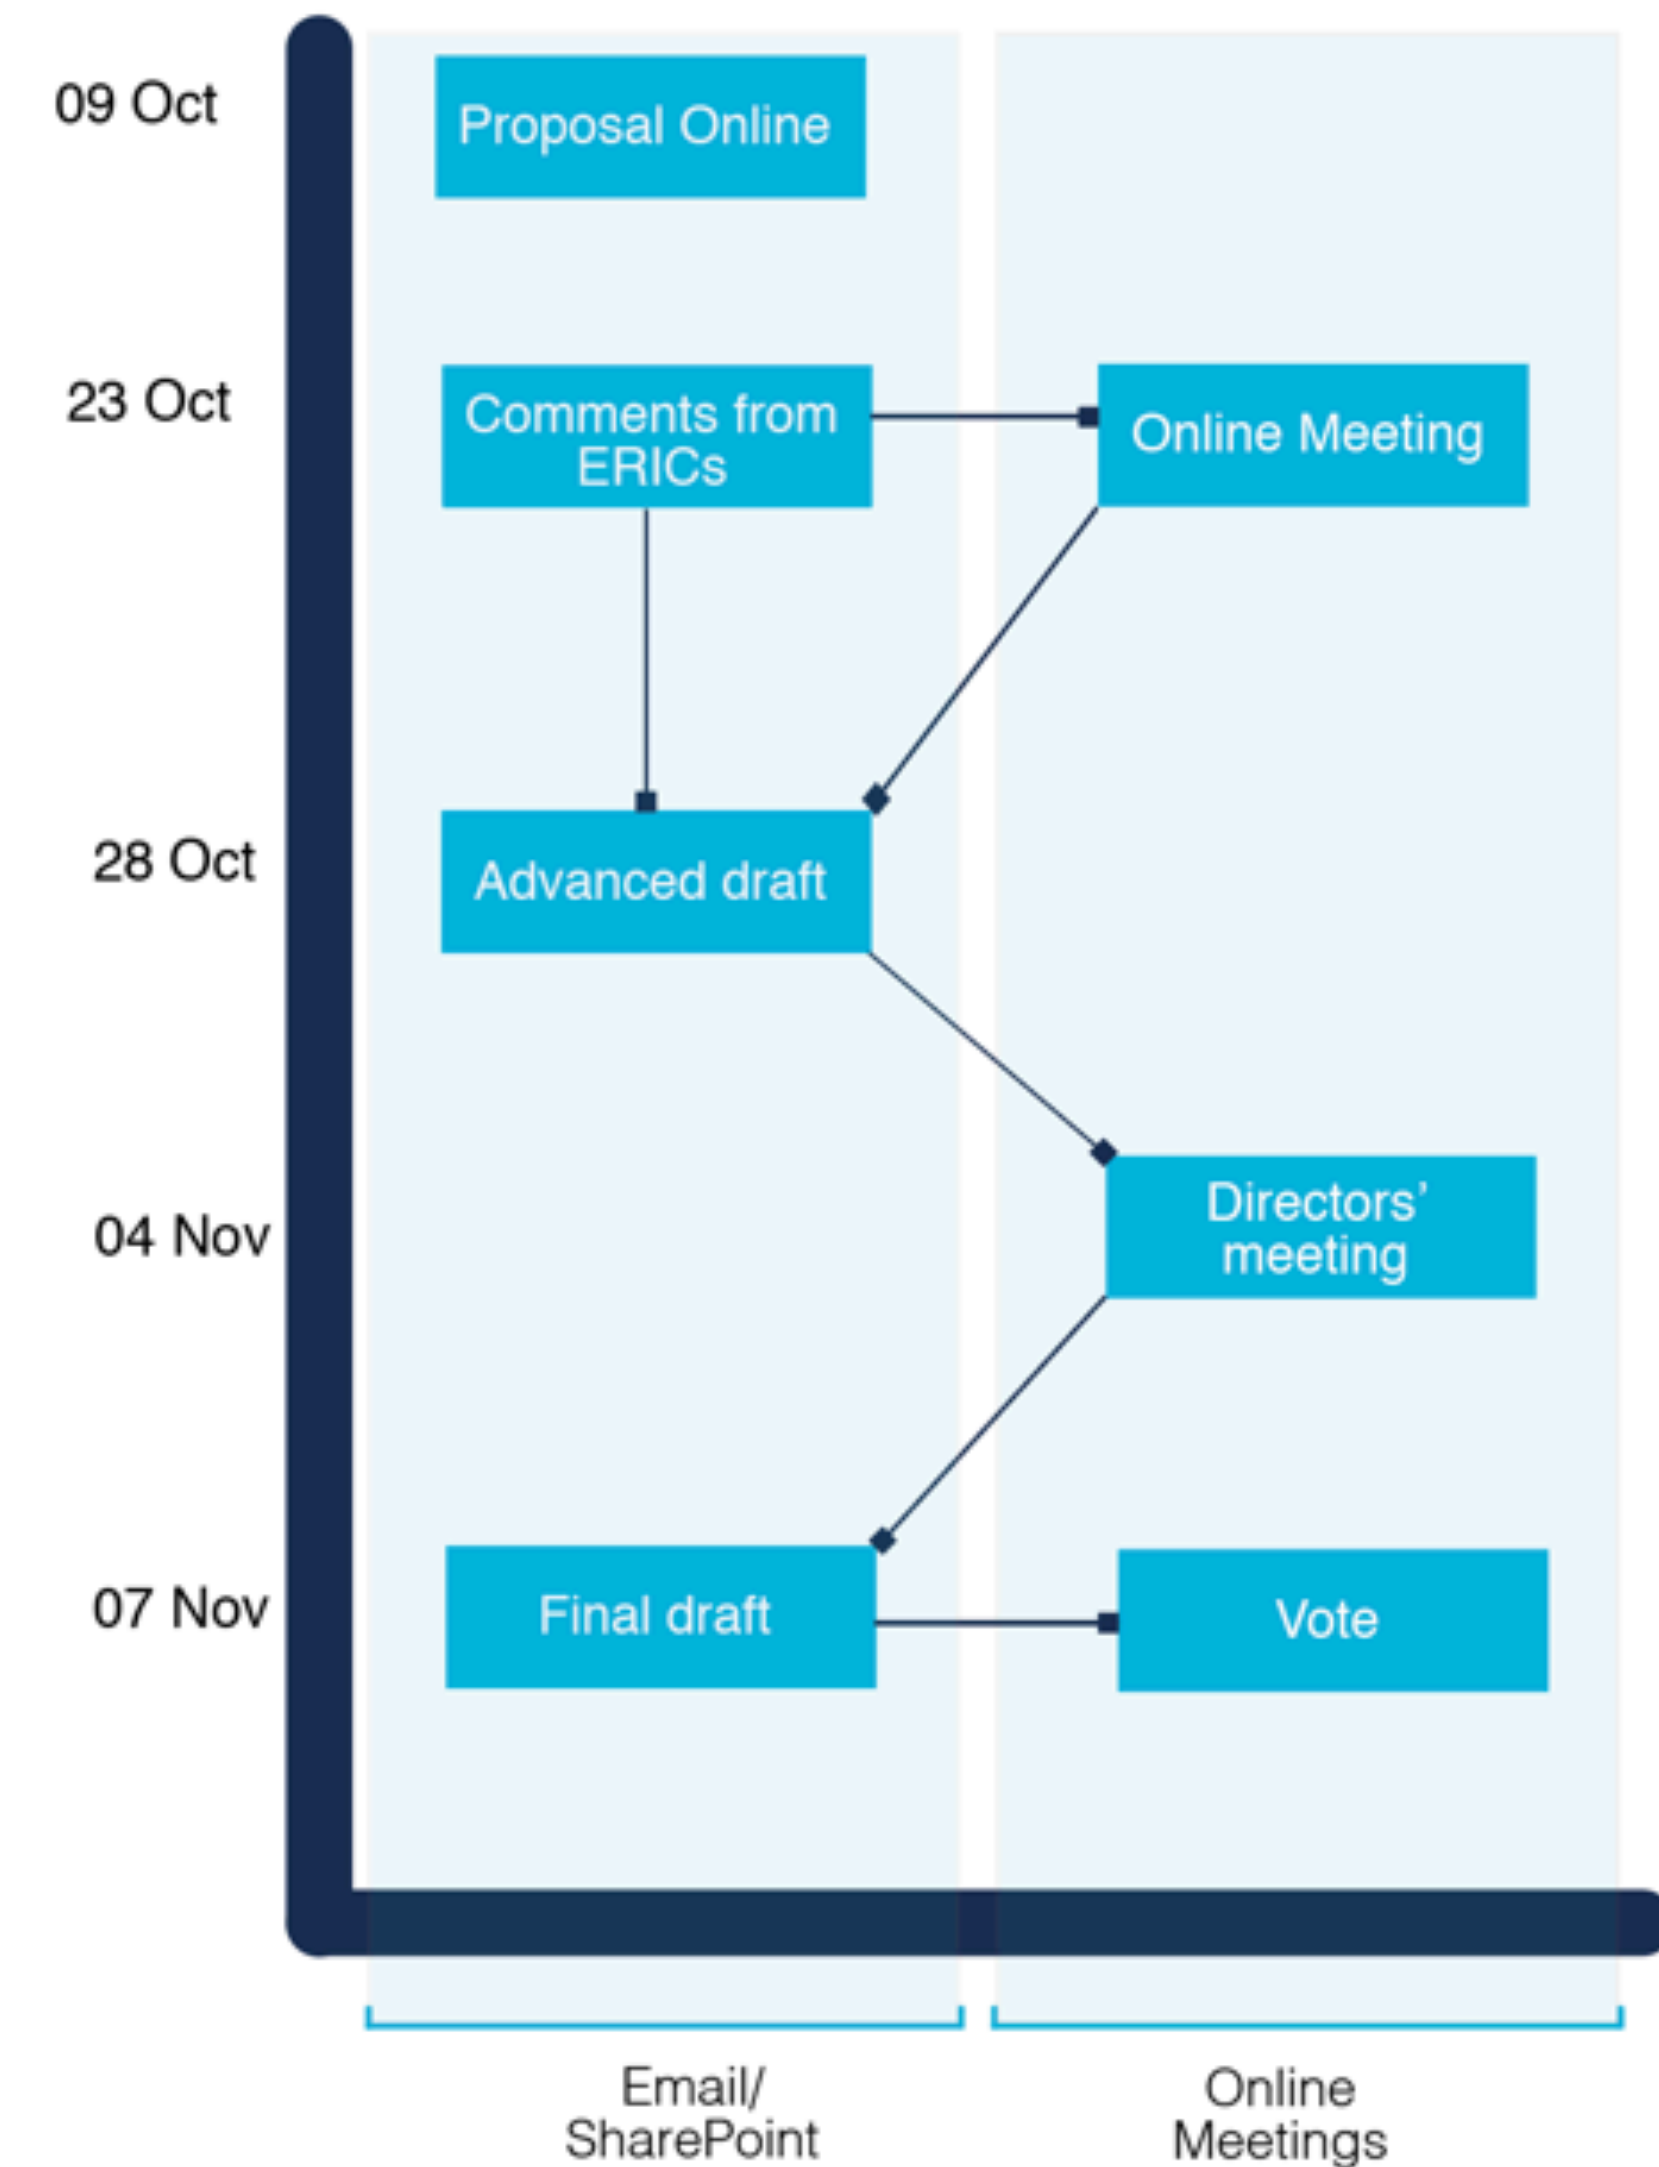 09 Oct
Proposal Online
23 Oct
Comments from
ERICs
Online Meeting
28 Oct
Advanced draft
04 Nov
Directors’
meeting
07 Nov
Final draft
Vote
Email/
SharePoint
Online
Meetings